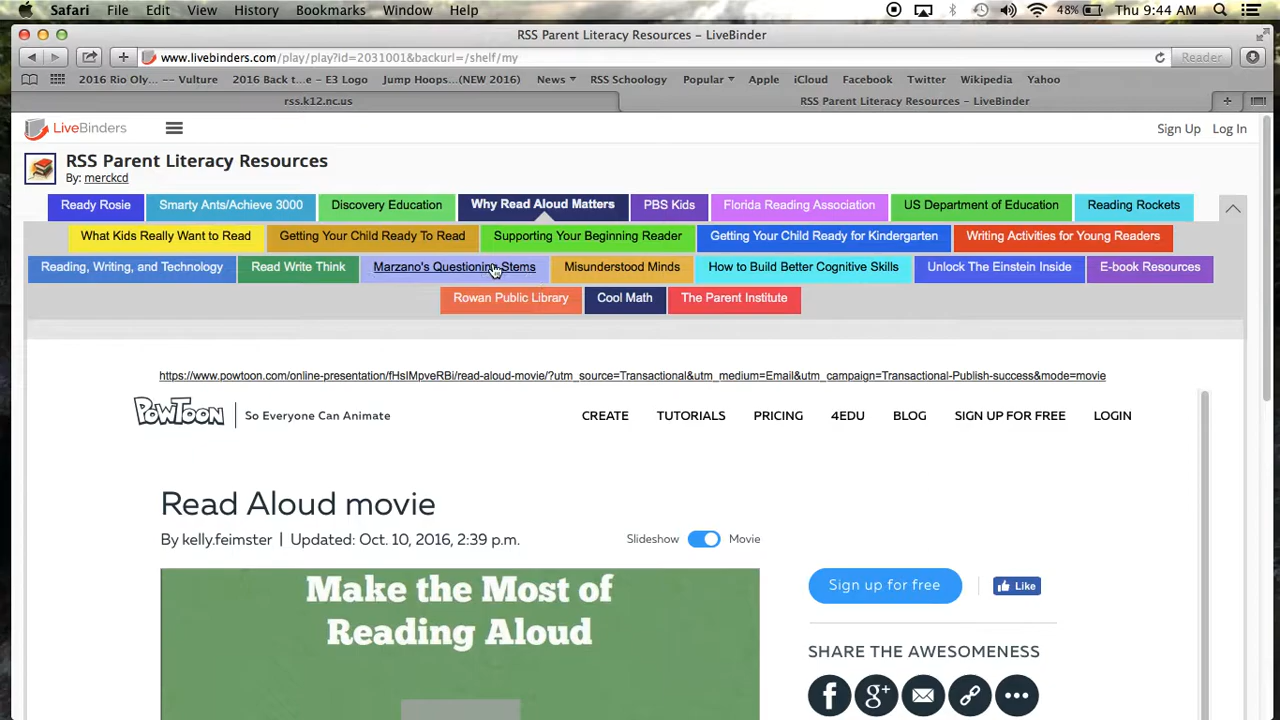 Safari File Edit View History Bookmarks Window Help 48% Thu 9:44 AM
RSS Parent Literacy Resources – LiveBinder
www.livebinders.com/play/play?id=2031001&backurl=/shelf/my Reader
2016 Rio Oly... -- Vulture 2016 Back t... – E3 Logo Jump Hoops...(NEW 2016) News RSS Schoology Popular Apple iCloud Facebook Twitter Wikipedia Yahoo
rss.k12.nc.us RSS Parent Literacy Resources – LiveBinder
LiveBinders Sign Up Log In
RSS Parent Literacy Resources
By: merckcd
Ready Rosie Smarty Ants/Achieve 3000 Discovery Education Why Read Aloud Matters PBS Kids Florida Reading Association US Department of Education Reading Rockets
What Kids Really Want to Read Getting Your Child Ready To Read Supporting Your Beginning Reader Getting Your Child Ready for Kindergarten Writing Activities for Young Readers
Reading, Writing, and Technology Read Write Think Marzano's Questioning Stems Misunderstood Minds How to Build Better Cognitive Skills Unlock The Einstein Inside E-book Resources
Rowan Public Library Cool Math The Parent Institute
https://www.powtoon.com/online-presentation/fHsIMpveRBi/read-aloud-movie/?utm_source=Transactional&utm_medium=Email&utm_campaign=Transactional-Publish-success&mode=movie
POWTOON So Everyone Can Animate CREATE TUTORIALS PRICING 4EDU BLOG SIGN UP FOR FREE LOGIN
Read Aloud movie
By kelly.feimster | Updated: Oct. 10, 2016, 2:39 p.m. Slideshow Movie
Make the Most of
Reading Aloud
Sign up for free Like
SHARE THE AWESOMENESS